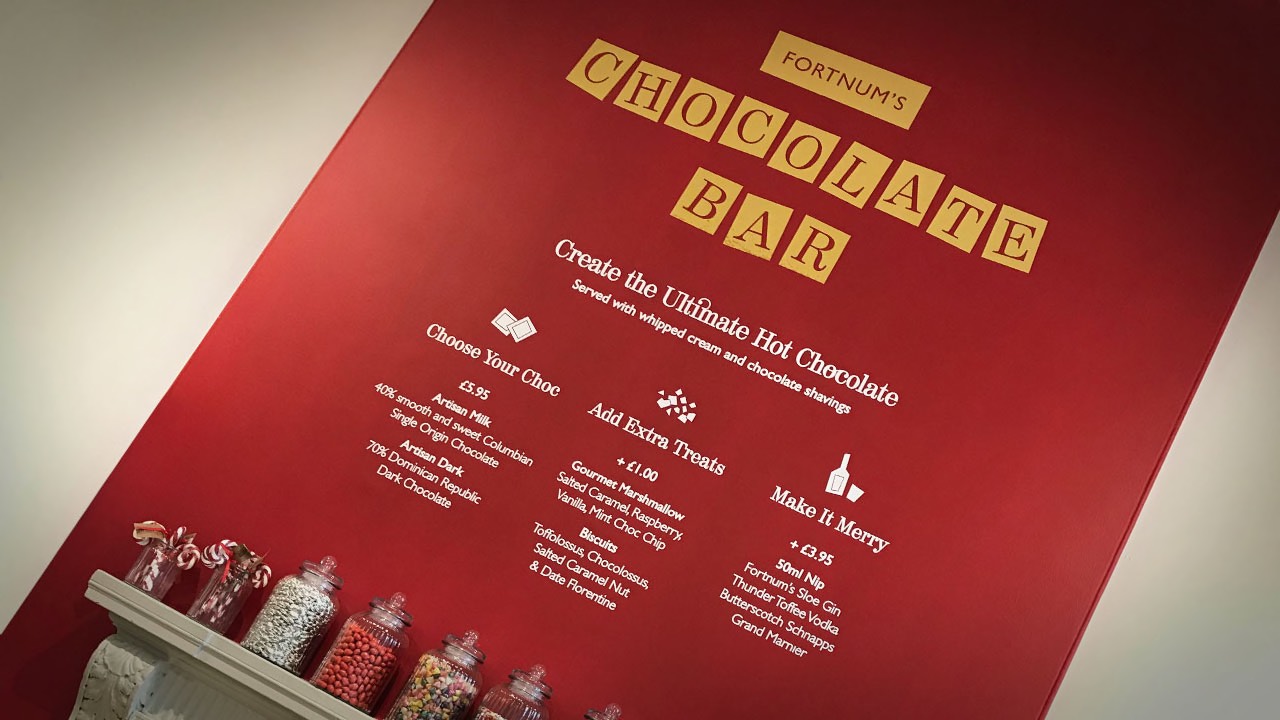 FORTNUM'S
CHOCOLATE
BAR
Create the Ultimate Hot Chocolate
Served with whipped cream and chocolate shavings
Choose Your Choc
£5.95
Artisan Milk
40% smooth and sweet Columbian
Single Origin Chocolate
Artisan Dark
70% Dominican Republic
Dark Chocolate
Add Extra Treats
+ £1.00
Gourmet Marshmallow
Salted Caramel, Raspberry,
Vanilla, Mint Choc Chip
Biscuits
Toffolossus, Chocolossus,
Salted Caramel Nut
& Date Florentine
Make It Merry
+ £3.95
50ml Nip
Fortnum's Sloe Gin
Thunder Toffee Vodka
Butterscotch Schnapps
Grand Marnier